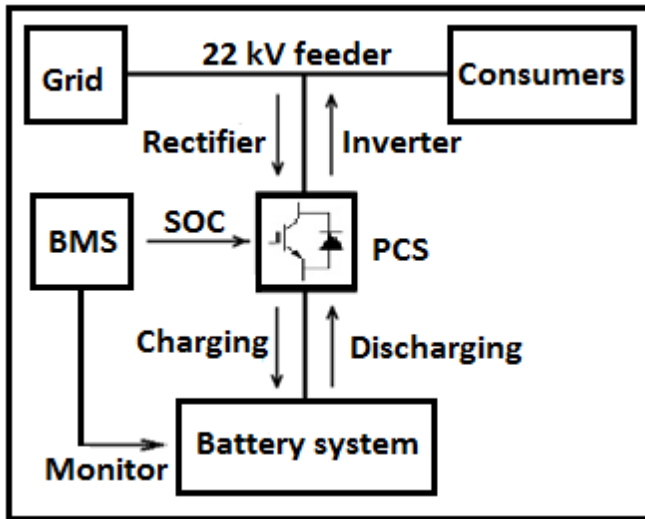 22 kV feeder
Grid
Consumers
Rectifier
Inverter
BMS
SOC
PCS
Charging
Discharging
Battery system
Monitor